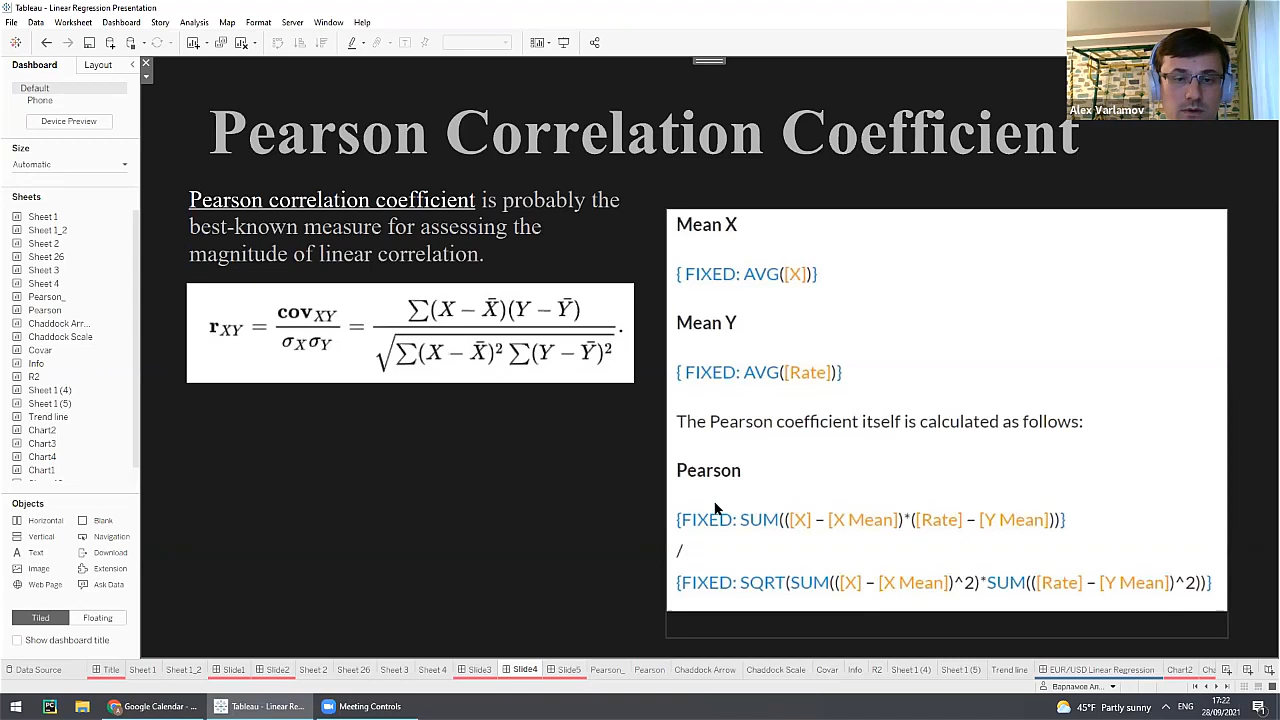 Tableau - Linear Regression Presentation
File Data Worksheet Dashboard Story Analysis Map Format Server Window Help
Dashboard Layout
Default
Phone
Device Preview
Size
Automatic
Sheets
Sheet 1
Sheet 1_2
Sheet 2
Sheet 26
Sheet 3
Sheet 4
Pearson_
Pearson
Chaddock Arr...
Chaddock Scale
Covar
Info
R2
Sheet 1 (4)
Sheet 1 (5)
Trend line
Chart2
Chart3
Chart4
Chart1
Objects
Horizontal Blank
Vertical Navigation
Text Download
Image Extension
Web Page Ask Data
Tiled Floating
Show dashboard title
Alex Varlamov
Pearson Correlation Coefficient
Pearson correlation coefficient is probably the
best-known measure for assessing the
magnitude of linear correlation.
r_XY = cov_XY / σ_X σ_Y = ∑(X − X̄)(Y − Ȳ) / √∑(X − X̄)² ∑(Y − Ȳ)² .
Mean X
{ FIXED: AVG([X])}
Mean Y
{ FIXED: AVG([Rate])}
The Pearson coefficient itself is calculated as follows:
Pearson
{FIXED: SUM(([X] – [X Mean])*([Rate] – [Y Mean]))}
/
{FIXED: SQRT(SUM(([X] – [X Mean])^2)*SUM(([Rate] – [Y Mean])^2))}
Data Source Title Sheet 1 Sheet 1_2 Slide1 Slide2 Sheet 2 Sheet 26 Sheet 3 Sheet 4 Slide3 Slide4 Slide5 Pearson_ Pearson Chaddock Arrow Chaddock Scale Covar Info R2 Sheet 1 (4) Sheet 1 (5) Trend line EUR/USD Linear Regression Chart2 Ch
Варламов Ал...
Google Calendar - ... Tableau - Linear Re... Meeting Controls 45°F Partly sunny ENG 17:22
28/09/2021